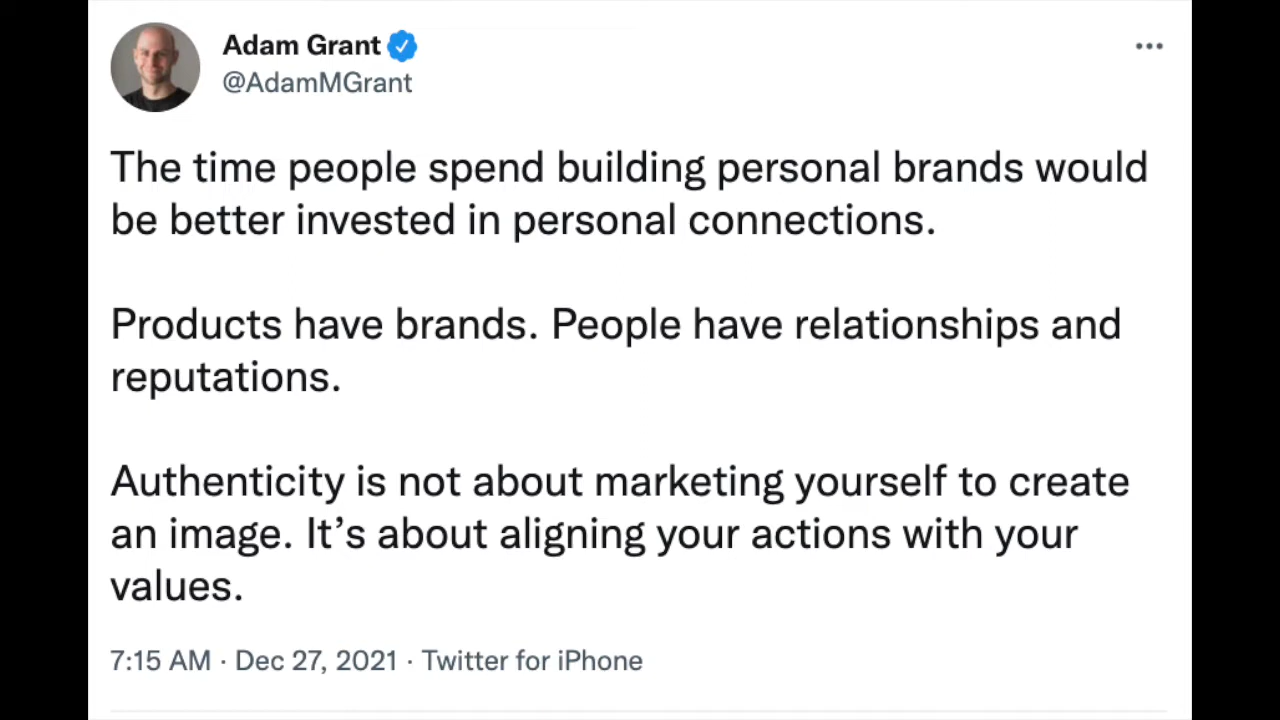 Adam Grant
@AdamMGrant
The time people spend building personal brands would
be better invested in personal connections.
Products have brands. People have relationships and
reputations.
Authenticity is not about marketing yourself to create
an image. It’s about aligning your actions with your
values.
7:15 AM · Dec 27, 2021 · Twitter for iPhone